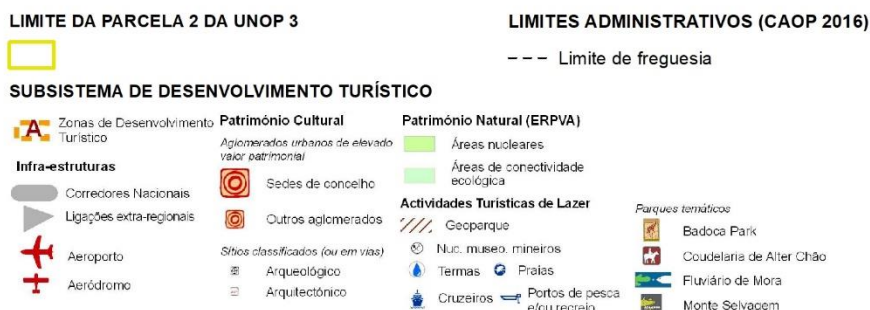 LIMITE DA PARCELA 2 DA UNOP 3
LIMITES ADMINISTRATIVOS (CAOP 2016)
Limite de freguesia
SUBSISTEMA DE DESENVOLVIMENTO TURÍSTICO
A
Zonas de Desenvolvimento
Turístico
Infra-estruturas
Corredores Nacionais
Ligações extra-regionais
Aeroporto
Aeródromo
Património Cultural
Aglomerados urbanos de elevado
valor patrimonial
Sedes de concelho
Outros aglomerados
Sítios classificados (ou em vias)
Arqueológico
Arquitectónico
Património Natural (ERPVA)
Áreas nucleares
Áreas de conectividade
ecológica
Actividades Turísticas de Lazer
Geoparque
Nuc. museo. mineiros
Termas
Praias
Cruzeiros
Portos de pesca
e/ou recreio
Parques temáticos
Badoca Park
Coudelaria de Alter Chão
Fluviário de Mora
Monte Selvagem